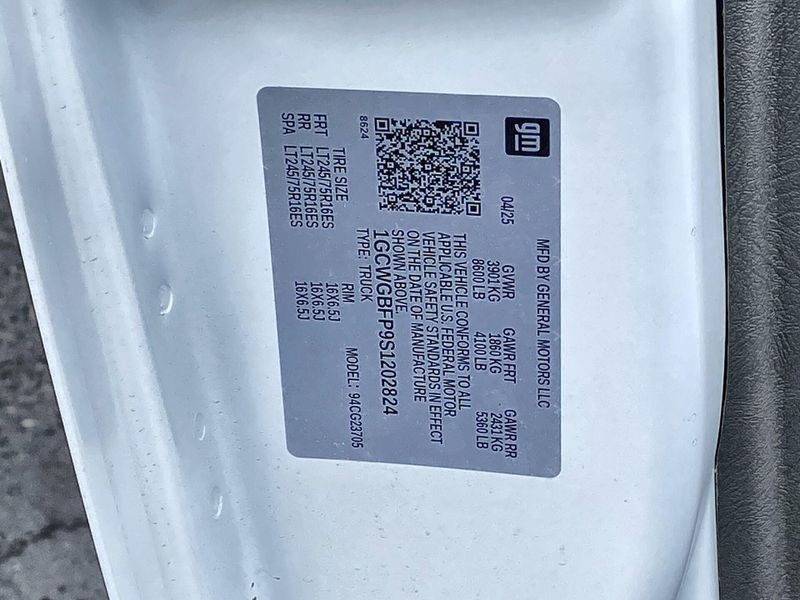 gm
MFD BY GENERAL MOTORS LLC
04/25
GVWR GAWR FRT GAWR RR
3901 KG 1860 KG 2431 KG
8600 LB 4100 LB 5360 LB
THIS VEHICLE CONFORMS TO ALL
APPLICABLE U.S. FEDERAL MOTOR
VEHICLE SAFETY STANDARDS IN EFFECT
ON THE DATE OF MANUFACTURE
SHOWN ABOVE.
1GCWGBFP9S1202824
8624
TYPE: TRUCK MODEL: 94CG23705
TIRE SIZE RIM
FRT LT245/75R16ES 16X6.5J
RR LT245/75R16ES 16X6.5J
SPA LT245/75R16ES 16X6.5J